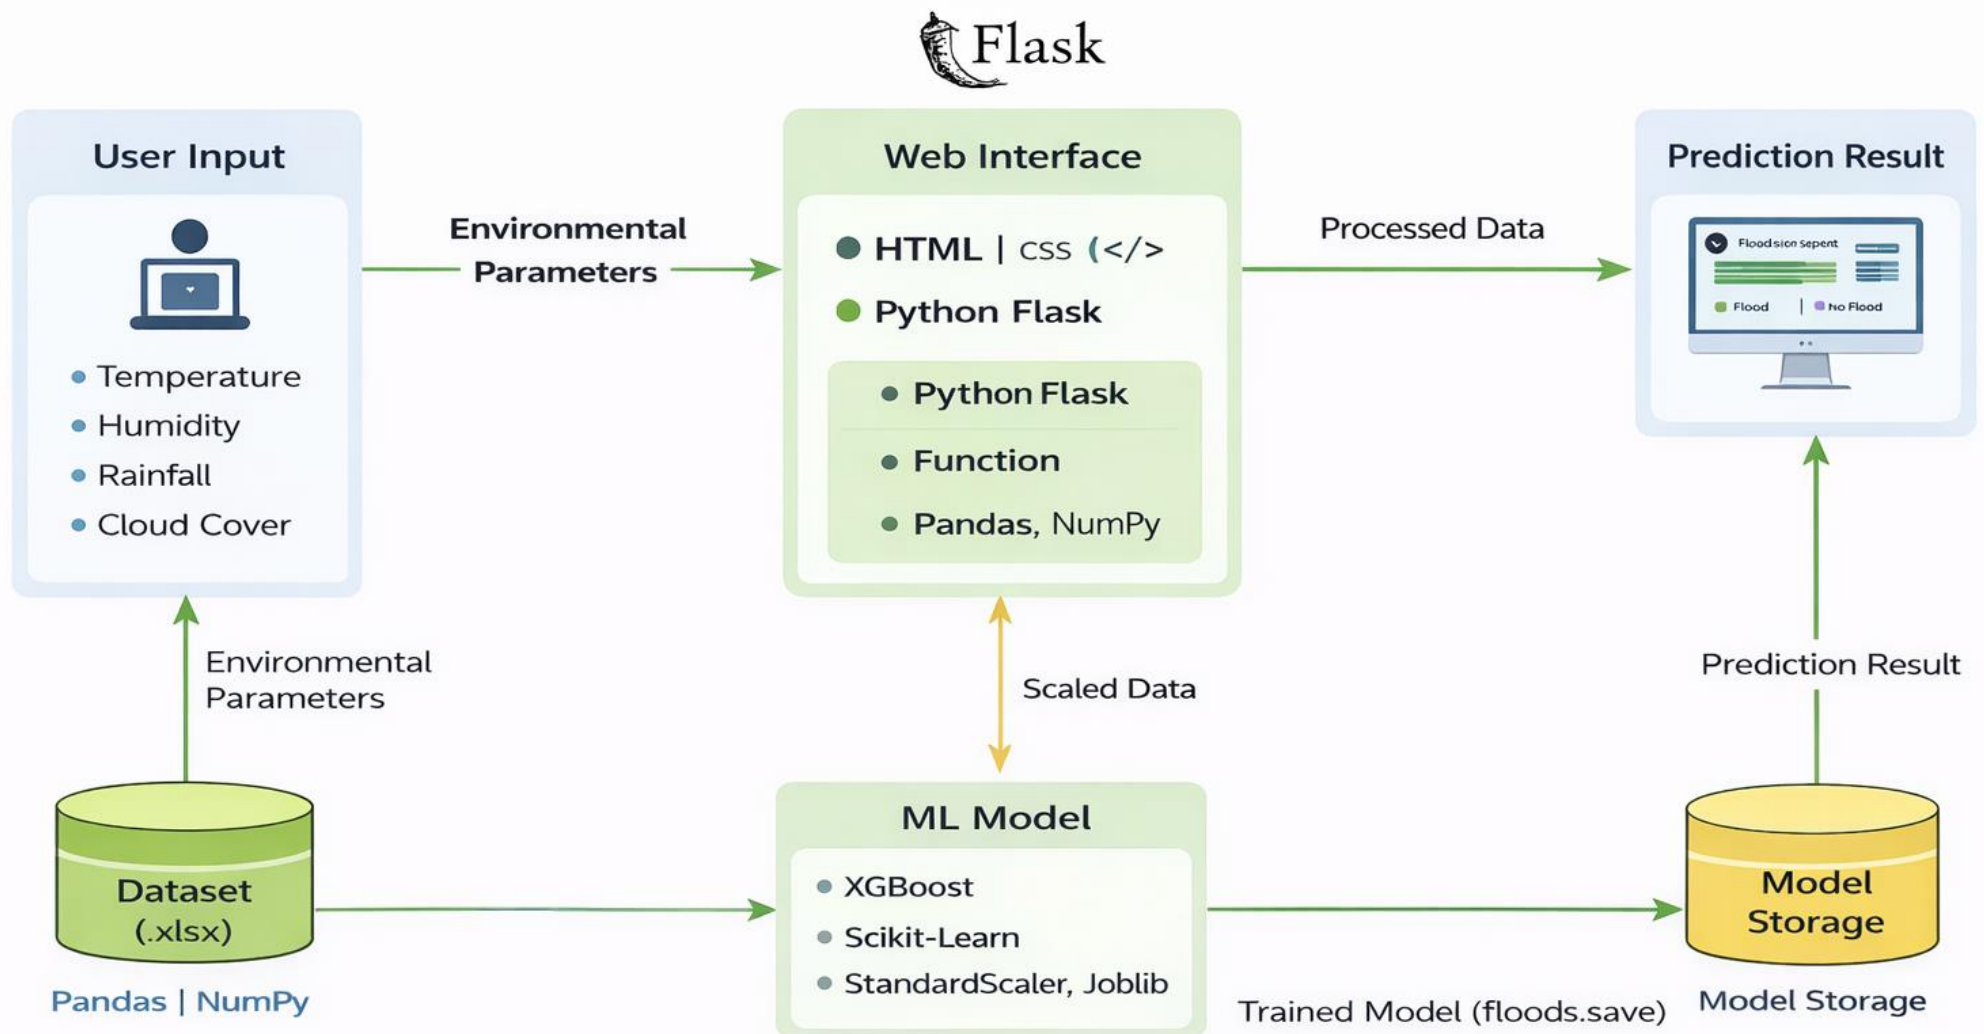 Flask
User Input
Temperature
Humidity
Rainfall
Cloud Cover
Environmental
Parameters
Web Interface
HTML | CSS (</>
Python Flask
Python Flask
Function
Pandas, NumPy
Processed Data
Prediction Result
Floodsion sepent
Flood | No Flood
Environmental
Parameters
Scaled Data
Prediction Result
Dataset
(.xlsx)
Pandas | NumPy
ML Model
XGBoost
Scikit-Learn
StandardScaler, Joblib
Trained Model (floods.save)
Model
Storage
Model Storage